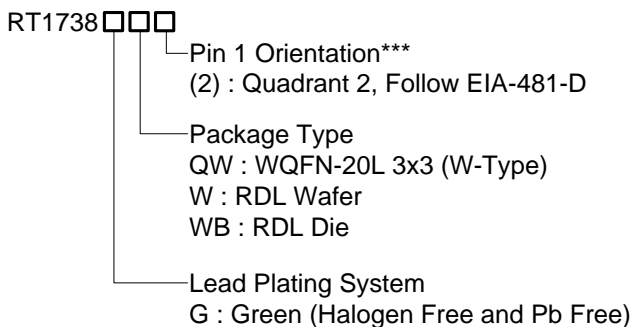 RT1738□□□
Pin 1 Orientation***
(2) : Quadrant 2, Follow EIA-481-D
Package Type
QW : WQFN-20L 3x3 (W-Type)
W : RDL Wafer
WB : RDL Die
Lead Plating System
G : Green (Halogen Free and Pb Free)